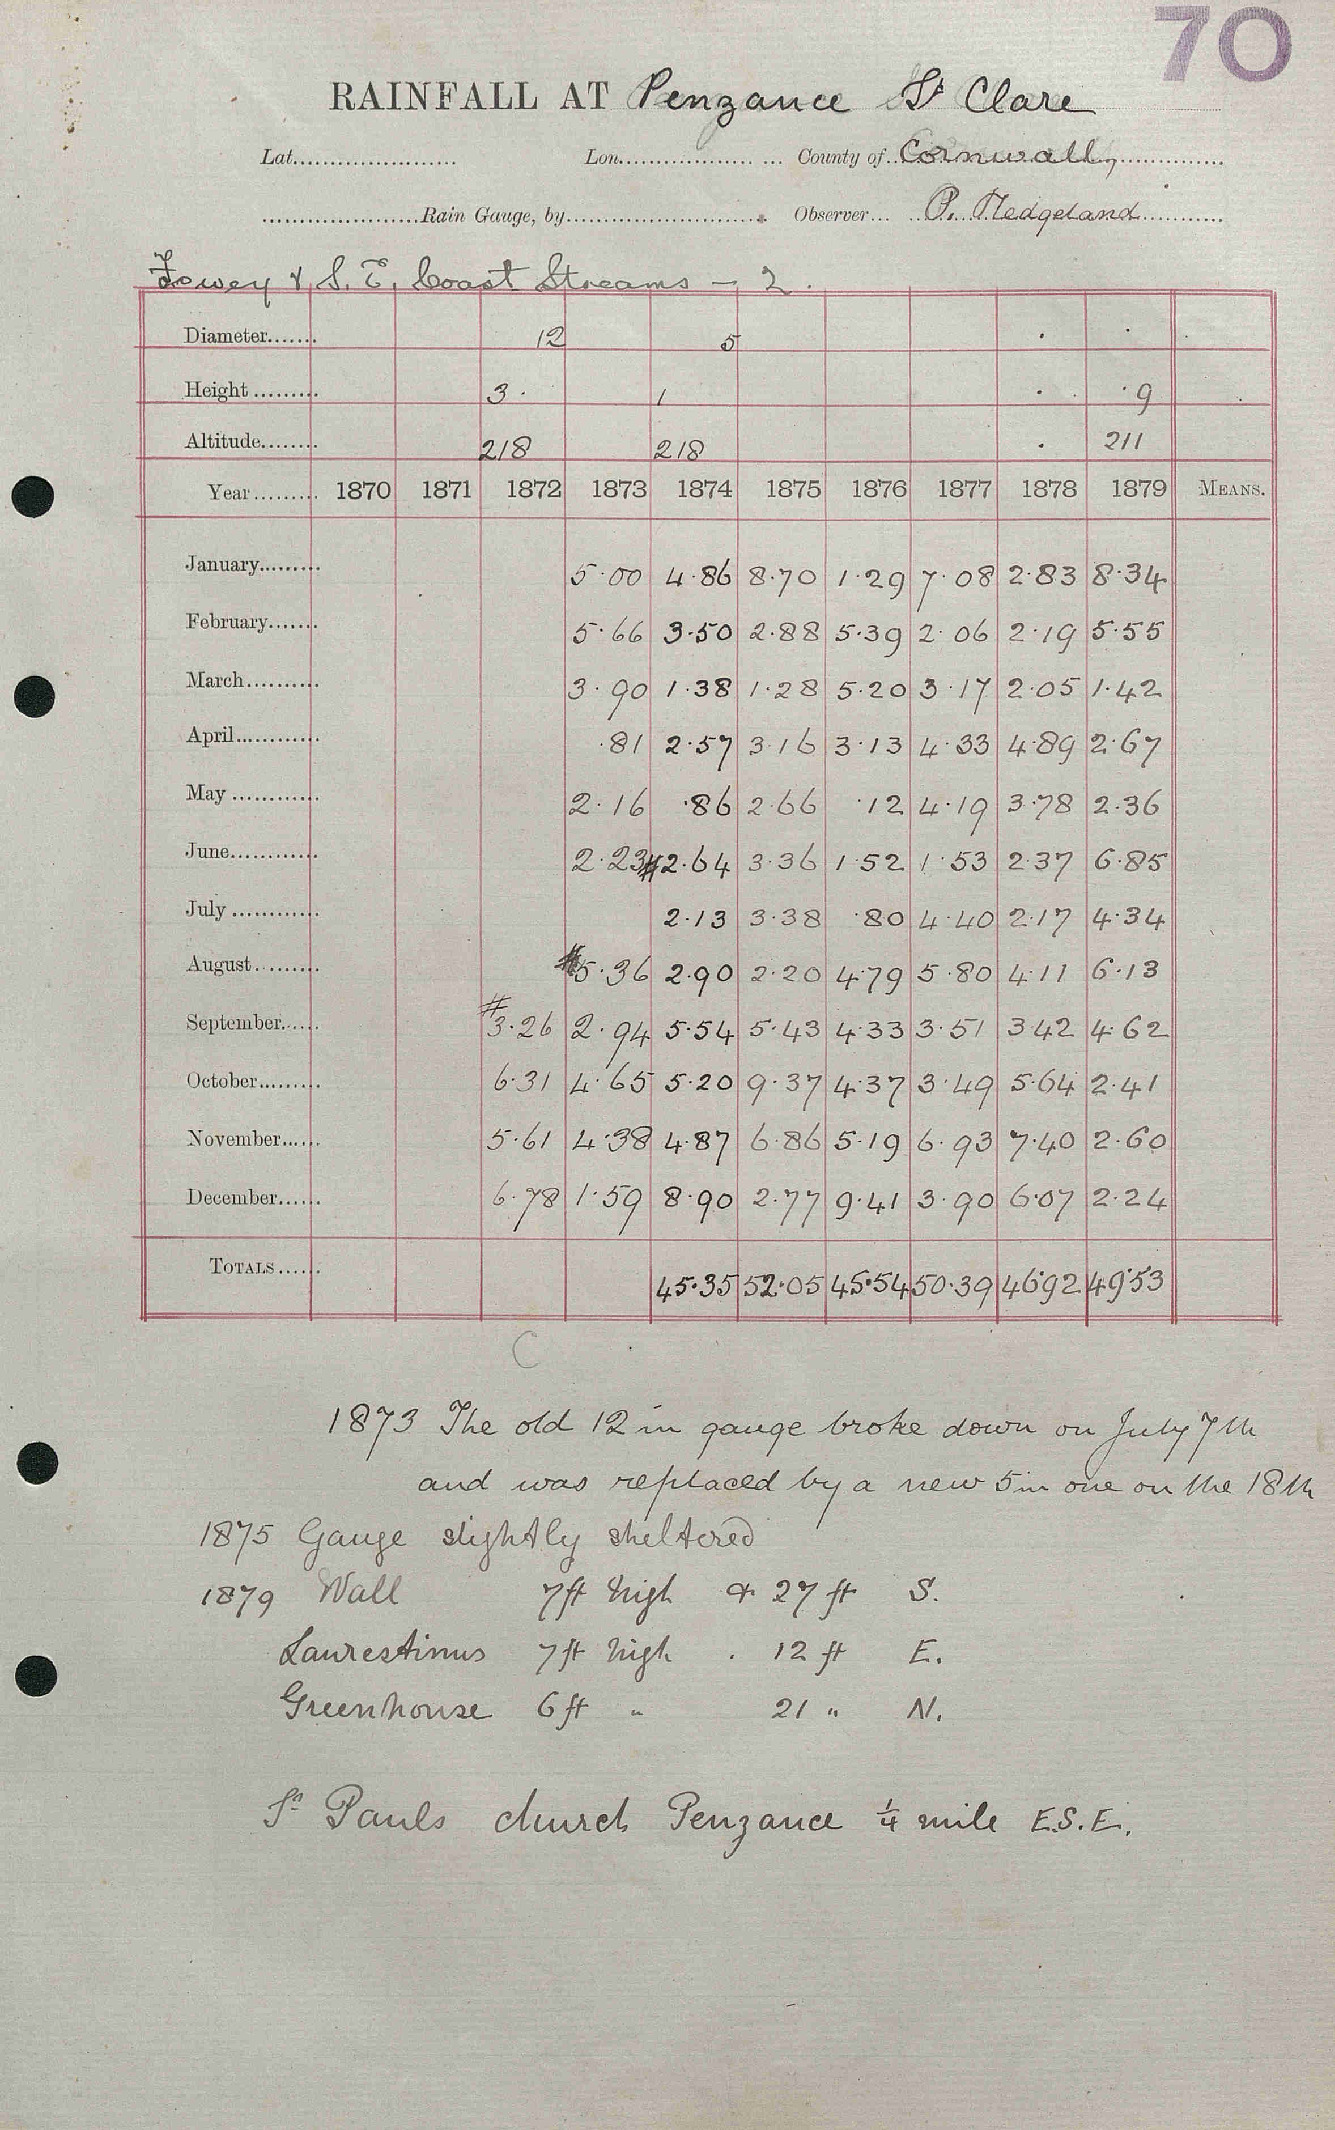 70
RAINFALL AT Penzance St Clare
Lat. Lon. County of Cornwall,
Rain Gauge, by Observer P. Hedgeland
Fowey & S. E. Coast Streams - 2.
Diameter 12 5
Height 3 1 9
Altitude 218 218 211
Year 1870 1871 1872 1873 1874 1875 1876 1877 1878 1879 MEANS.
January 5.00 4.86 8.70 1.29 7.08 2.83 8.34
February 5.66 3.50 2.88 5.39 2.06 2.19 5.55
March 3.90 1.38 1.28 5.20 3.17 2.05 1.42
April .81 2.57 3.16 3.13 4.33 4.89 2.67
May 2.16 .86 2.66 .12 4.19 3.78 2.36
June 2.23 #2.64 3.36 1.52 1.53 2.37 6.85
July 2.13 3.38 .80 4.40 2.17 4.34
August #5.36 2.90 2.20 4.79 5.80 4.11 6.13
September #3.26 2.94 5.54 5.43 4.33 3.51 3.42 4.62
October 6.31 4.65 5.20 9.37 4.37 3.49 5.64 2.41
November 5.61 4.38 4.87 6.86 5.19 6.93 7.40 2.60
December 6.78 1.59 8.90 2.77 9.41 3.90 6.07 2.24
TOTALS 45.35 52.05 45.54 50.39 46.92 49.53
C
1873 The old 12 in gauge broke down on July 7th
and was replaced by a new 5 in one on the 18th
1875 Gauge slightly sheltered
1879 Wall 7 ft high & 27 ft S.
Laurestinus 7 ft high . 12 ft E.
Greenhouse 6 ft " 21 " N.
St Pauls church Penzance 1/4 mile E.S.E.